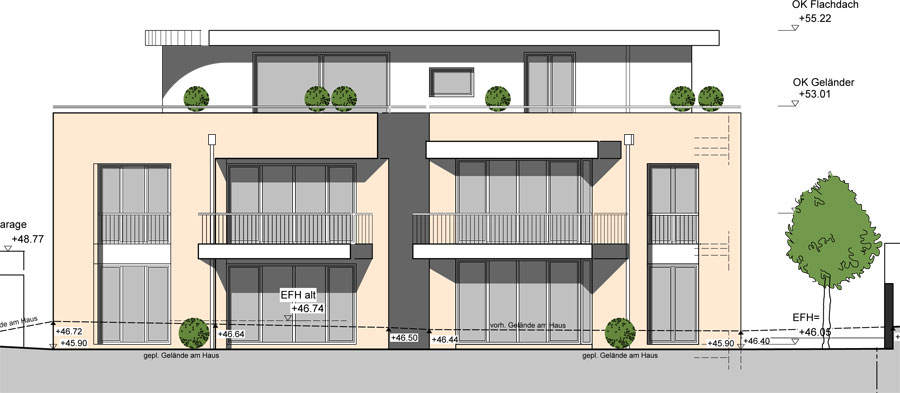 OK Flachdach
+55.22
OK Geländer
+53.01
arage
+48.77
EFH alt
+46.74
de am Haus
+46.72
+45.90
+46.64
+46.50
+46.44
vorh. Gelände am Haus
+45.90
+46.40
EFH=
+46.05
gepl. Gelände am Haus
gepl. Gelände am Haus